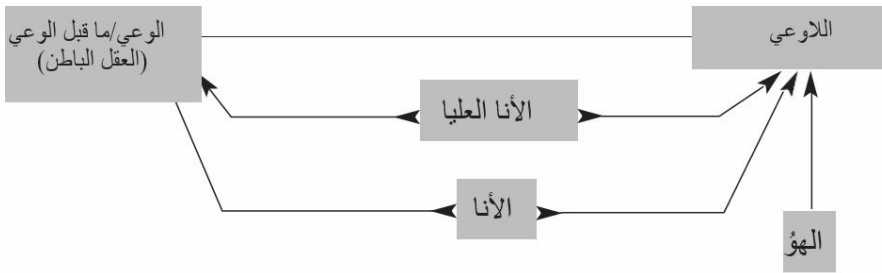 اللاوعي
الوعي/ما قبل الوعي
(العقل الباطن)
الأنا العليا
الأنا
الهوُ